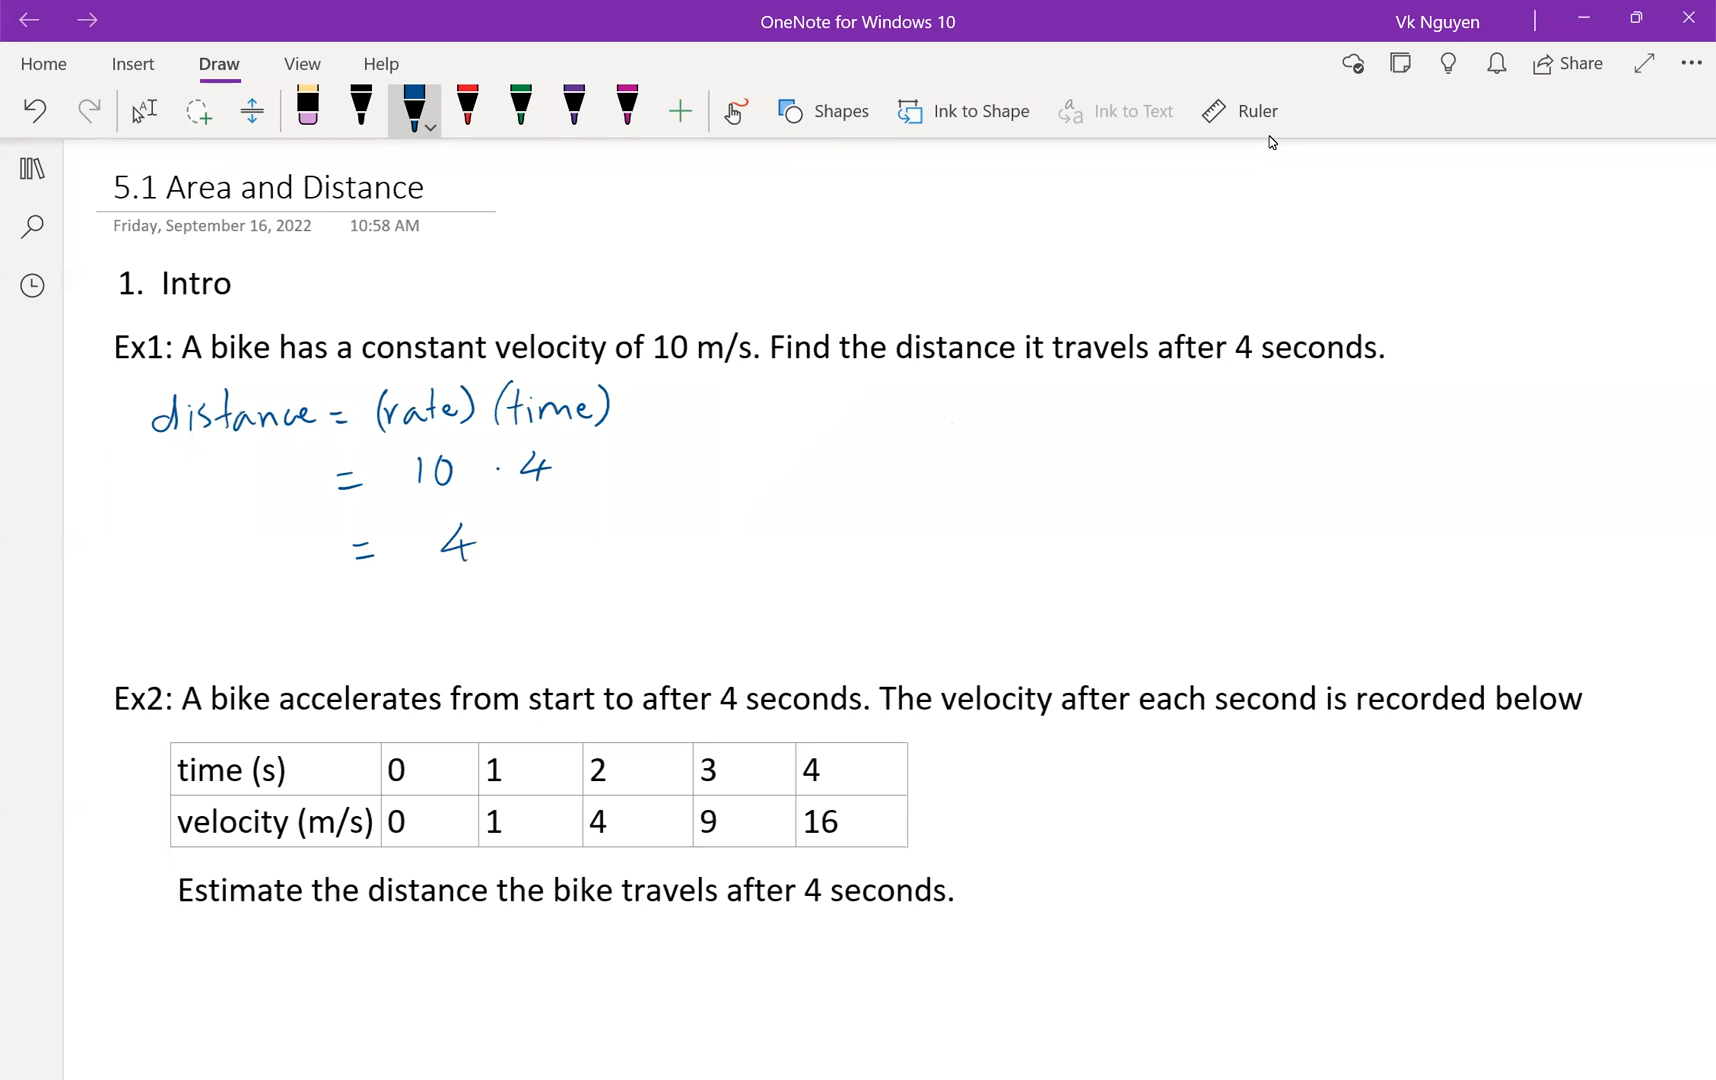 OneNote for Windows 10
Vk Nguyen
Home Insert Draw View Help
Share
Shapes Ink to Shape Ink to Text Ruler
5.1 Area and Distance
Friday, September 16, 2022 10:58 AM
1. Intro
Ex1: A bike has a constant velocity of 10 m/s. Find the distance it travels after 4 seconds.
distance = (rate) (time)
= 10 · 4
= 4
Ex2: A bike accelerates from start to after 4 seconds. The velocity after each second is recorded below
time (s) 0 1 2 3 4
velocity (m/s) 0 1 4 9 16
Estimate the distance the bike travels after 4 seconds.